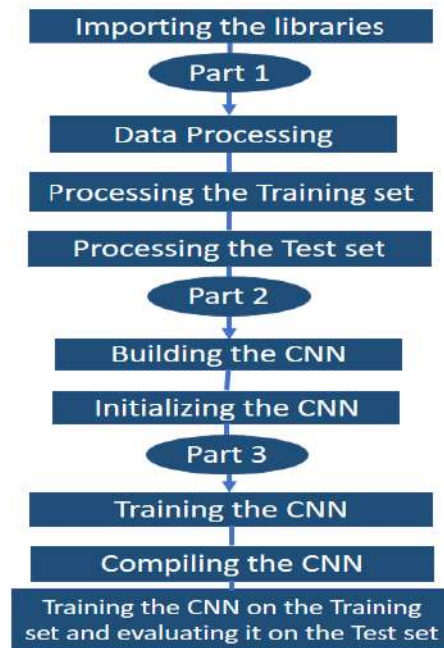 Importing the libraries
Part 1
Data Processing
Processing the Training set
Processing the Test set
Part 2
Building the CNN
Initializing the CNN
Part 3
Training the CNN
Compiling the CNN
Training the CNN on the Training
set and evaluating it on the Test set